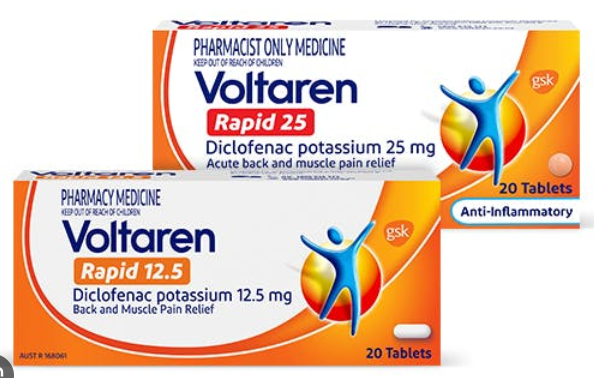 Voltaren
PHARMACIST ONLY MEDICINE
KEEP OUT OF REACH OF CHILDREN
Voltaren
Rapid 25
Diclofenac potassium 25 mg
Acute back and muscle pain relief
gsk
20 Tablets
Anti-Inflammatory
Voltaren
PHARMACY MEDICINE
KEEP OUT OF REACH OF CHILDREN
Voltaren
Rapid 12.5
Diclofenac potassium 12.5 mg
Back and Muscle Pain Relief
gsk
AUST R 168061
20 Tablets